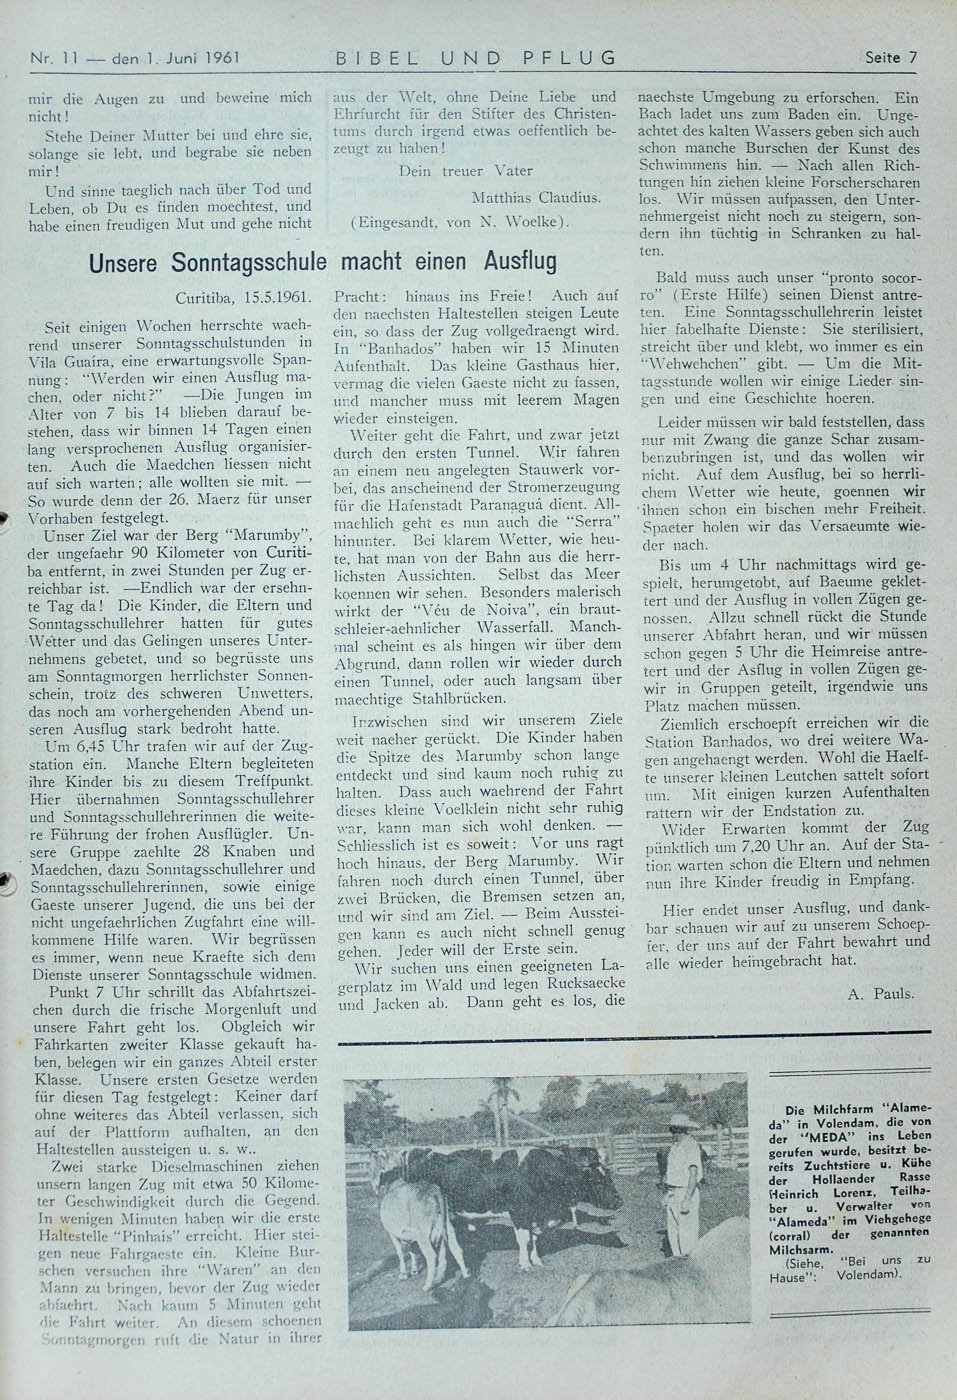 Nr. 11 — den 1. Juni 1961
BIBEL UND PFLUG
Seite 7
mir die Augen zu und beweine mich
nicht!
Stehe Deiner Mutter bei und ehre sie,
solange sie lebt, und begrabe sie neben
mir!
Und sinne taeglich nach über Tod und
Leben, ob Du es finden moechtest, und
habe einen freudigen Mut und gehe nicht
aus der Welt, ohne Deine Liebe und
Ehrfurcht für den Stifter des Christen-
tums durch irgend etwas oeffentlich be-
zeugt zu haben!
Dein treuer Vater
Matthias Claudius.
(Eingesandt, von N. Woelke).
Unsere Sonntagsschule macht einen Ausflug
Curitiba, 15.5.1961.
Seit einigen Wochen herrschte waeh-
rend unserer Sonntagsschulstunden in
Vila Guaíra, eine erwartungsvolle Span-
nung: "Werden wir einen Ausflug ma-
chen, oder nicht?" —Die Jungen im
Alter von 7 bis 14 blieben darauf be-
stehen, dass wir binnen 14 Tagen einen
lang versprochenen Ausflug organisier-
ten. Auch die Maedchen liessen nicht
auf sich warten; alle wollten sie mit. —
So wurde denn der 26. Maerz für unser
Vorhaben festgelegt.
Unser Ziel war der Berg "Marumby",
der ungefaehr 90 Kilometer von Curiti-
ba entfernt, in zwei Stunden per Zug er-
reichbar ist. —Endlich war der ersehn-
te Tag da! Die Kinder, die Eltern und
Sonntagsschullehrer hatten für gutes
Wetter und das Gelingen unseres Unter-
nehmens gebetet, und so begrüsste uns
am Sonntagmorgen herrlichster Sonnen-
schein, trotz des schweren Unwetters,
das noch am vorhergehenden Abend un-
seren Ausflug stark bedroht hatte.
Um 6,45 Uhr trafen wir auf der Zug-
station ein. Manche Eltern begleiteten
ihre Kinder bis zu diesem Treffpunkt.
Hier übernahmen Sonntagsschullehrer
und Sonntagsschullehrerinnen die weite-
re Führung der frohen Ausflügler. Un-
sere Gruppe zaehlte 28 Knaben und
Maedchen, dazu Sonntagsschullehrer und
Sonntagsschullehrerinnen, sowie einige
Gaeste unserer Jugend, die uns bei der
nicht ungefaehrlichen Zugfahrt eine will-
kommene Hilfe waren. Wir begrüssen
es immer, wenn neue Kraefte sich dem
Dienste unserer Sonntagsschule widmen.
Punkt 7 Uhr schrillt das Abfahrtszei-
chen durch die frische Morgenluft und
unsere Fahrt geht los. Obgleich wir
Fahrkarten zweiter Klasse gekauft ha-
ben, belegen wir ein ganzes Abteil erster
Klasse. Unsere ersten Gesetze werden
für diesen Tag festgelegt: Keiner darf
ohne weiteres das Abteil verlassen, sich
auf der Plattform aufhalten, an den
Haltestellen aussteigen u. s. w..
Zwei starke Dieselmaschinen ziehen
unsern langen Zug mit etwa 50 Kilome-
ter Geschwindigkeit durch die Gegend.
In wenigen Minuten haben wir die erste
Haltestelle "Pinhais" erreicht. Hier stei-
gen neue Fahrgaeste ein. Kleine Bur-
schen versuchen ihre "Waren" an den
Mann zu bringen, bevor der Zug wieder
abfaehrt. Nach kaum 5 Minuten geht
die Fahrt weiter. An diesem schoenen
Sonntagmorgen ruft die Natur in ihrer
Pracht: hinaus ins Freie! Auch auf
den naechsten Haltestellen steigen Leute
ein, so dass der Zug vollgedraengt wird.
In "Banhados" haben wir 15 Minuten
Aufenthalt. Das kleine Gasthaus hier,
vermag die vielen Gaeste nicht zu fassen,
und mancher muss mit leerem Magen
wieder einsteigen.
Weiter geht die Fahrt, und zwar jetzt
durch den ersten Tunnel. Wir fahren
an einem neu angelegten Stauwerk vor-
bei, das anscheinend der Stromerzeugung
für die Hafenstadt Paranaguá dient. All-
maehlich geht es nun auch die "Serra"
hinunter. Bei klarem Wetter, wie heu-
te, hat man von der Bahn aus die herr-
lichsten Aussichten. Selbst das Meer
koennen wir sehen. Besonders malerisch
wirkt der "Véu de Noiva", ein braut-
schleier-aehnlicher Wasserfall. Manch-
mal scheint es als hingen wir über dem
Abgrund, dann rollen wir wieder durch
einen Tunnel, oder auch langsam über
maechtige Stahlbrücken.
Inzwischen sind wir unserem Ziele
weit naeher gerückt. Die Kinder haben
die Spitze des Marumby schon lange
entdeckt und sind kaum noch ruhig zu
halten. Dass auch waehrend der Fahrt
dieses kleine Voelklein nicht sehr ruhig
war, kann man sich wohl denken. —
Schliesslich ist es soweit: Vor uns ragt
hoch hinaus, der Berg Marumby. Wir
fahren noch durch einen Tunnel, über
zwei Brücken, die Bremsen setzen an,
und wir sind am Ziel. — Beim Ausstei-
gen kann es auch nicht schnell genug
gehen. Jeder will der Erste sein.
Wir suchen uns einen geeigneten La-
gerplatz im Wald und legen Rucksaecke
und Jacken ab. Dann geht es los, die
naechste Umgebung zu erforschen. Ein
Bach ladet uns zum Baden ein. Unge-
achtet des kalten Wassers geben sich auch
schon manche Burschen der Kunst des
Schwimmens hin. — Nach allen Rich-
tungen hin ziehen kleine Forscherscharen
los. Wir müssen aufpassen, den Unter-
nehmergeist nicht noch zu steigern, son-
dern ihn tüchtig in Schranken zu hal-
ten.
Bald muss auch unser "pronto socor-
ro" (Erste Hilfe) seinen Dienst antre-
ten. Eine Sonntagsschullehrerin leistet
hier fabelhafte Dienste: Sie sterilisiert,
streicht über und klebt, wo immer es ein
"Wehwehchen" gibt. — Um die Mit-
tagsstunde wollen wir einige Lieder sin-
gen und eine Geschichte hoeren.
Leider müssen wir bald feststellen, dass
nur mit Zwang die ganze Schar zusam-
benzubringen ist, und das wollen wir
nicht. Auf dem Ausflug, bei so herrli-
chem Wetter wie heute, goennen wir
ihnen schon ein bischen mehr Freiheit.
Spaeter holen wir das Versaeumte wie-
der nach.
Bis um 4 Uhr nachmittags wird ge-
spielt, herumgetobt, auf Baeume geklet-
tert und der Ausflug in vollen Zügen ge-
nossen. Allzu schnell rückt die Stunde
unserer Abfahrt heran, und wir müssen
schon gegen 5 Uhr die Heimreise antre-
tert und der Asflug in vollen Zügen ge-
wir in Gruppen geteilt, irgendwie uns
Platz machen müssen.
Ziemlich erschoepft erreichen wir die
Station Banhados, wo drei weitere Wa-
gen angehaengt werden. Wohl die Haelf-
te unserer kleinen Leutchen sattelt sofort
um. Mit einigen kurzen Aufenthalten
rattern wir der Endstation zu.
Wider Erwarten kommt der Zug
pünktlich um 7,20 Uhr an. Auf der Sta-
tion warten schon die Eltern und nehmen
nun ihre Kinder freudig in Empfang.
Hier endet unser Ausflug, und dank-
bar schauen wir auf zu unserem Schoep-
fer, der uns auf der Fahrt bewahrt und
alle wieder heimgebracht hat.
A. Pauls.
Die Milchfarm "Alame-
da" in Volendam, die von
der "MEDA" ins Leben
gerufen wurde, besitzt be-
reits Zuchtstiere u. Kühe
der Hollaender Rasse
Heinrich Lorenz, Teilha-
ber u. Verwalter von
"Alameda" im Viehgehege
(corral) der genannten
Milchsarm.
(Siehe, "Bei uns zu
Hause": Volendam).